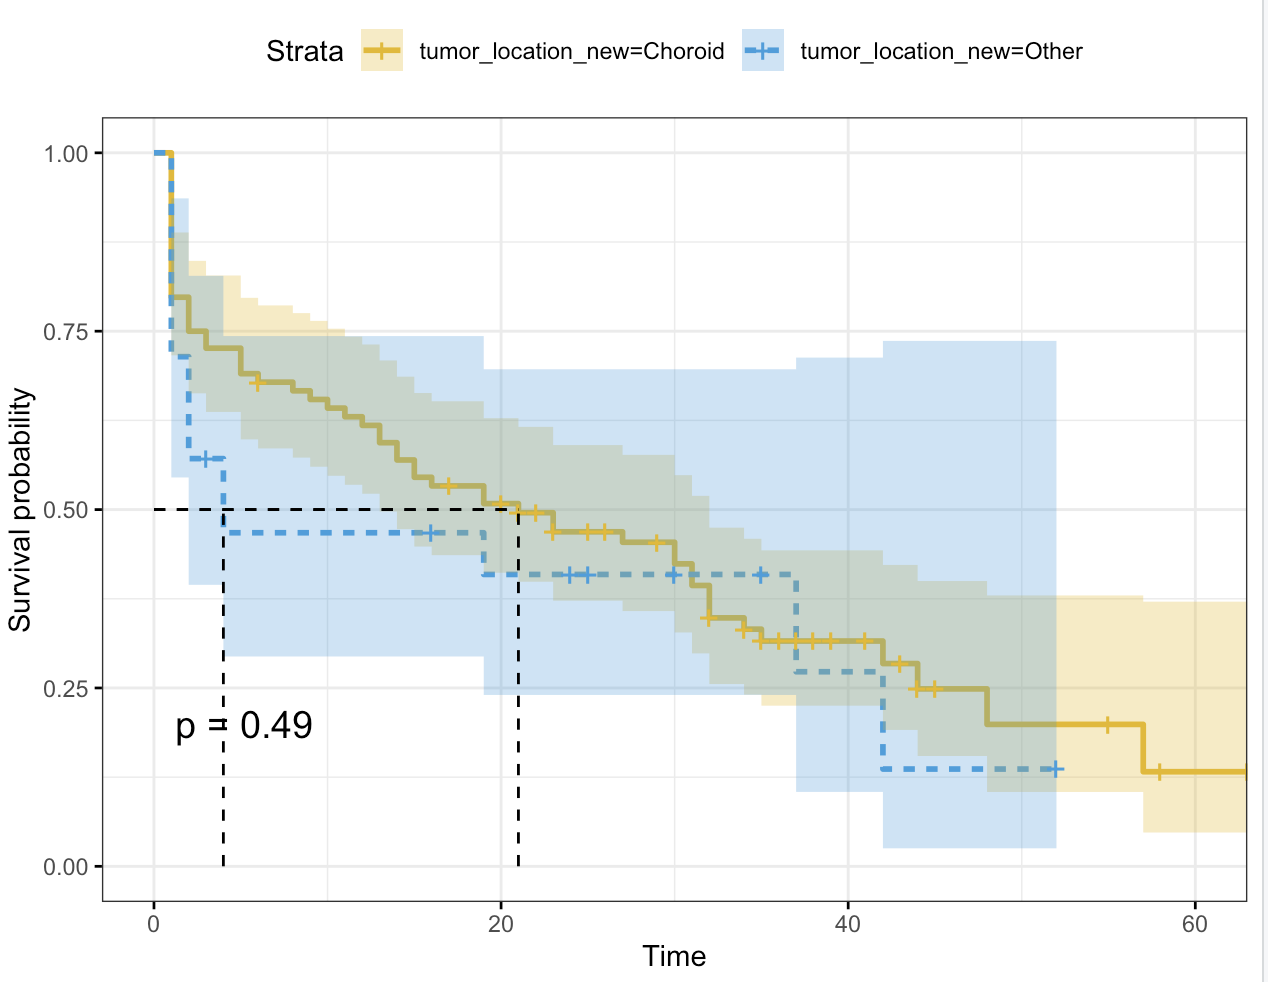 Strata tumor_location_new=Choroid tumor_location_new=Other
1.00
0.75
0.50
0.25
0.00
Survival probability
p = 0.49
0 20 40 60
Time